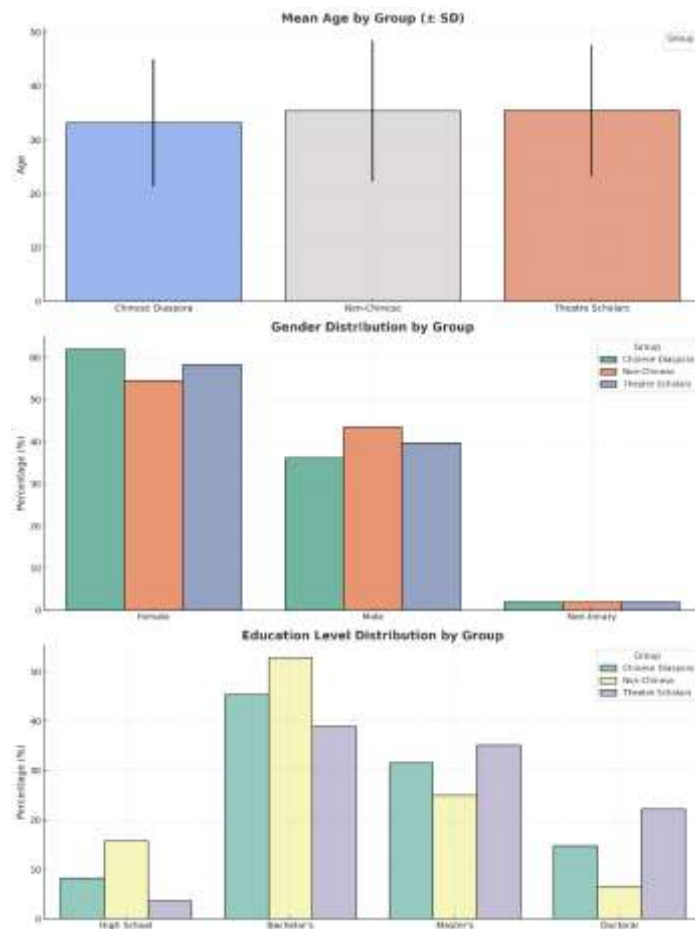 Mean Age by Group (± SD)
Group
50
40
30
20
10
0
Age
Chinese Diaspora
Non-Chinese
Theatre Scholars
Gender Distribution by Group
Group
Chinese Diaspora
Non-Chinese
Theatre Scholars
60
50
40
30
20
10
0
Percentage (%)
Female
Male
Non-binary
Education Level Distribution by Group
Group
Chinese Diaspora
Non-Chinese
Theatre Scholars
50
40
30
20
10
0
Percentage (%)
High School
Bachelor's
Master's
Doctoral